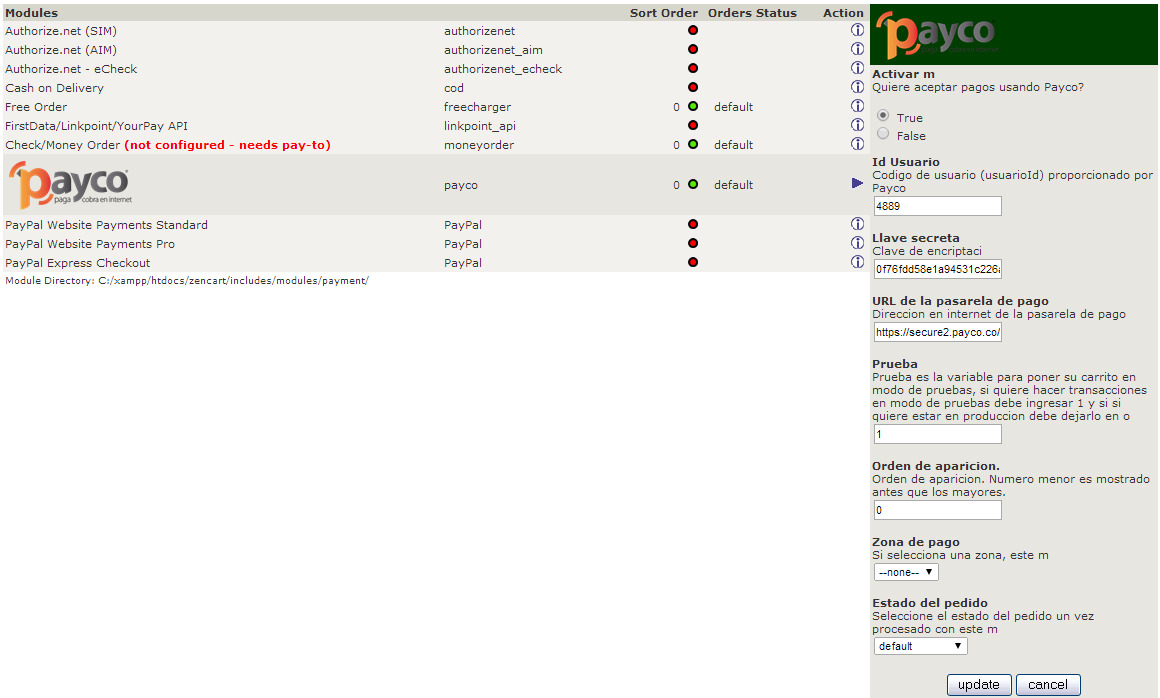 Modules Sort Order Orders Status Action
Authorize.net (SIM) authorizenet
Authorize.net (AIM) authorizenet_aim
Authorize.net - eCheck authorizenet_echeck
Cash on Delivery cod
Free Order freecharger 0 default
FirstData/Linkpoint/YourPay API linkpoint_api
Check/Money Order (not configured - needs pay-to) moneyorder 0 default
payco
paga cobra en internet
payco 0 default
PayPal Website Payments Standard PayPal
PayPal Website Payments Pro PayPal
PayPal Express Checkout PayPal
Module Directory: C:/xampp/htdocs/zencart/includes/modules/payment/
payco
paga cobra en internet
Activar m
Quiere aceptar pagos usando Payco?
True
False
Id Usuario
Codigo de usuario (usuarioId) proporcionado por
Payco
4889
Llave secreta
Clave de encriptaci
0f76fdd58e1a94531c226
URL de la pasarela de pago
Direccion en internet de la pasarela de pago
https://secure2.payco.co/
Prueba
Prueba es la variable para poner su carrito en
modo de pruebas, si quiere hacer transacciones
en modo de pruebas debe ingresar 1 y si si
quiere estar en produccion debe dejarlo en o
1
Orden de aparicion.
Orden de aparicion. Numero menor es mostrado
antes que los mayores.
0
Zona de pago
Si selecciona una zona, este m
--none--
Estado del pedido
Seleccione el estado del pedido un vez
procesado con este m
default
update cancel